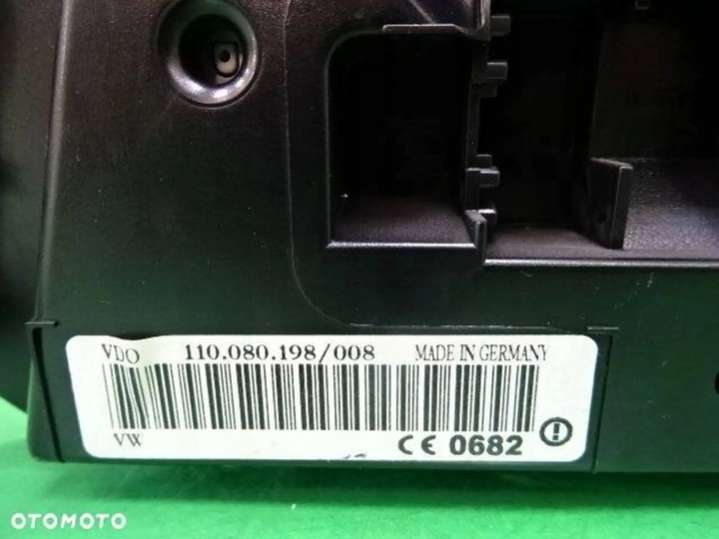 VDO 110.080.198/008 MADE IN GERMANY
VW CE 0682
OTOMOTO